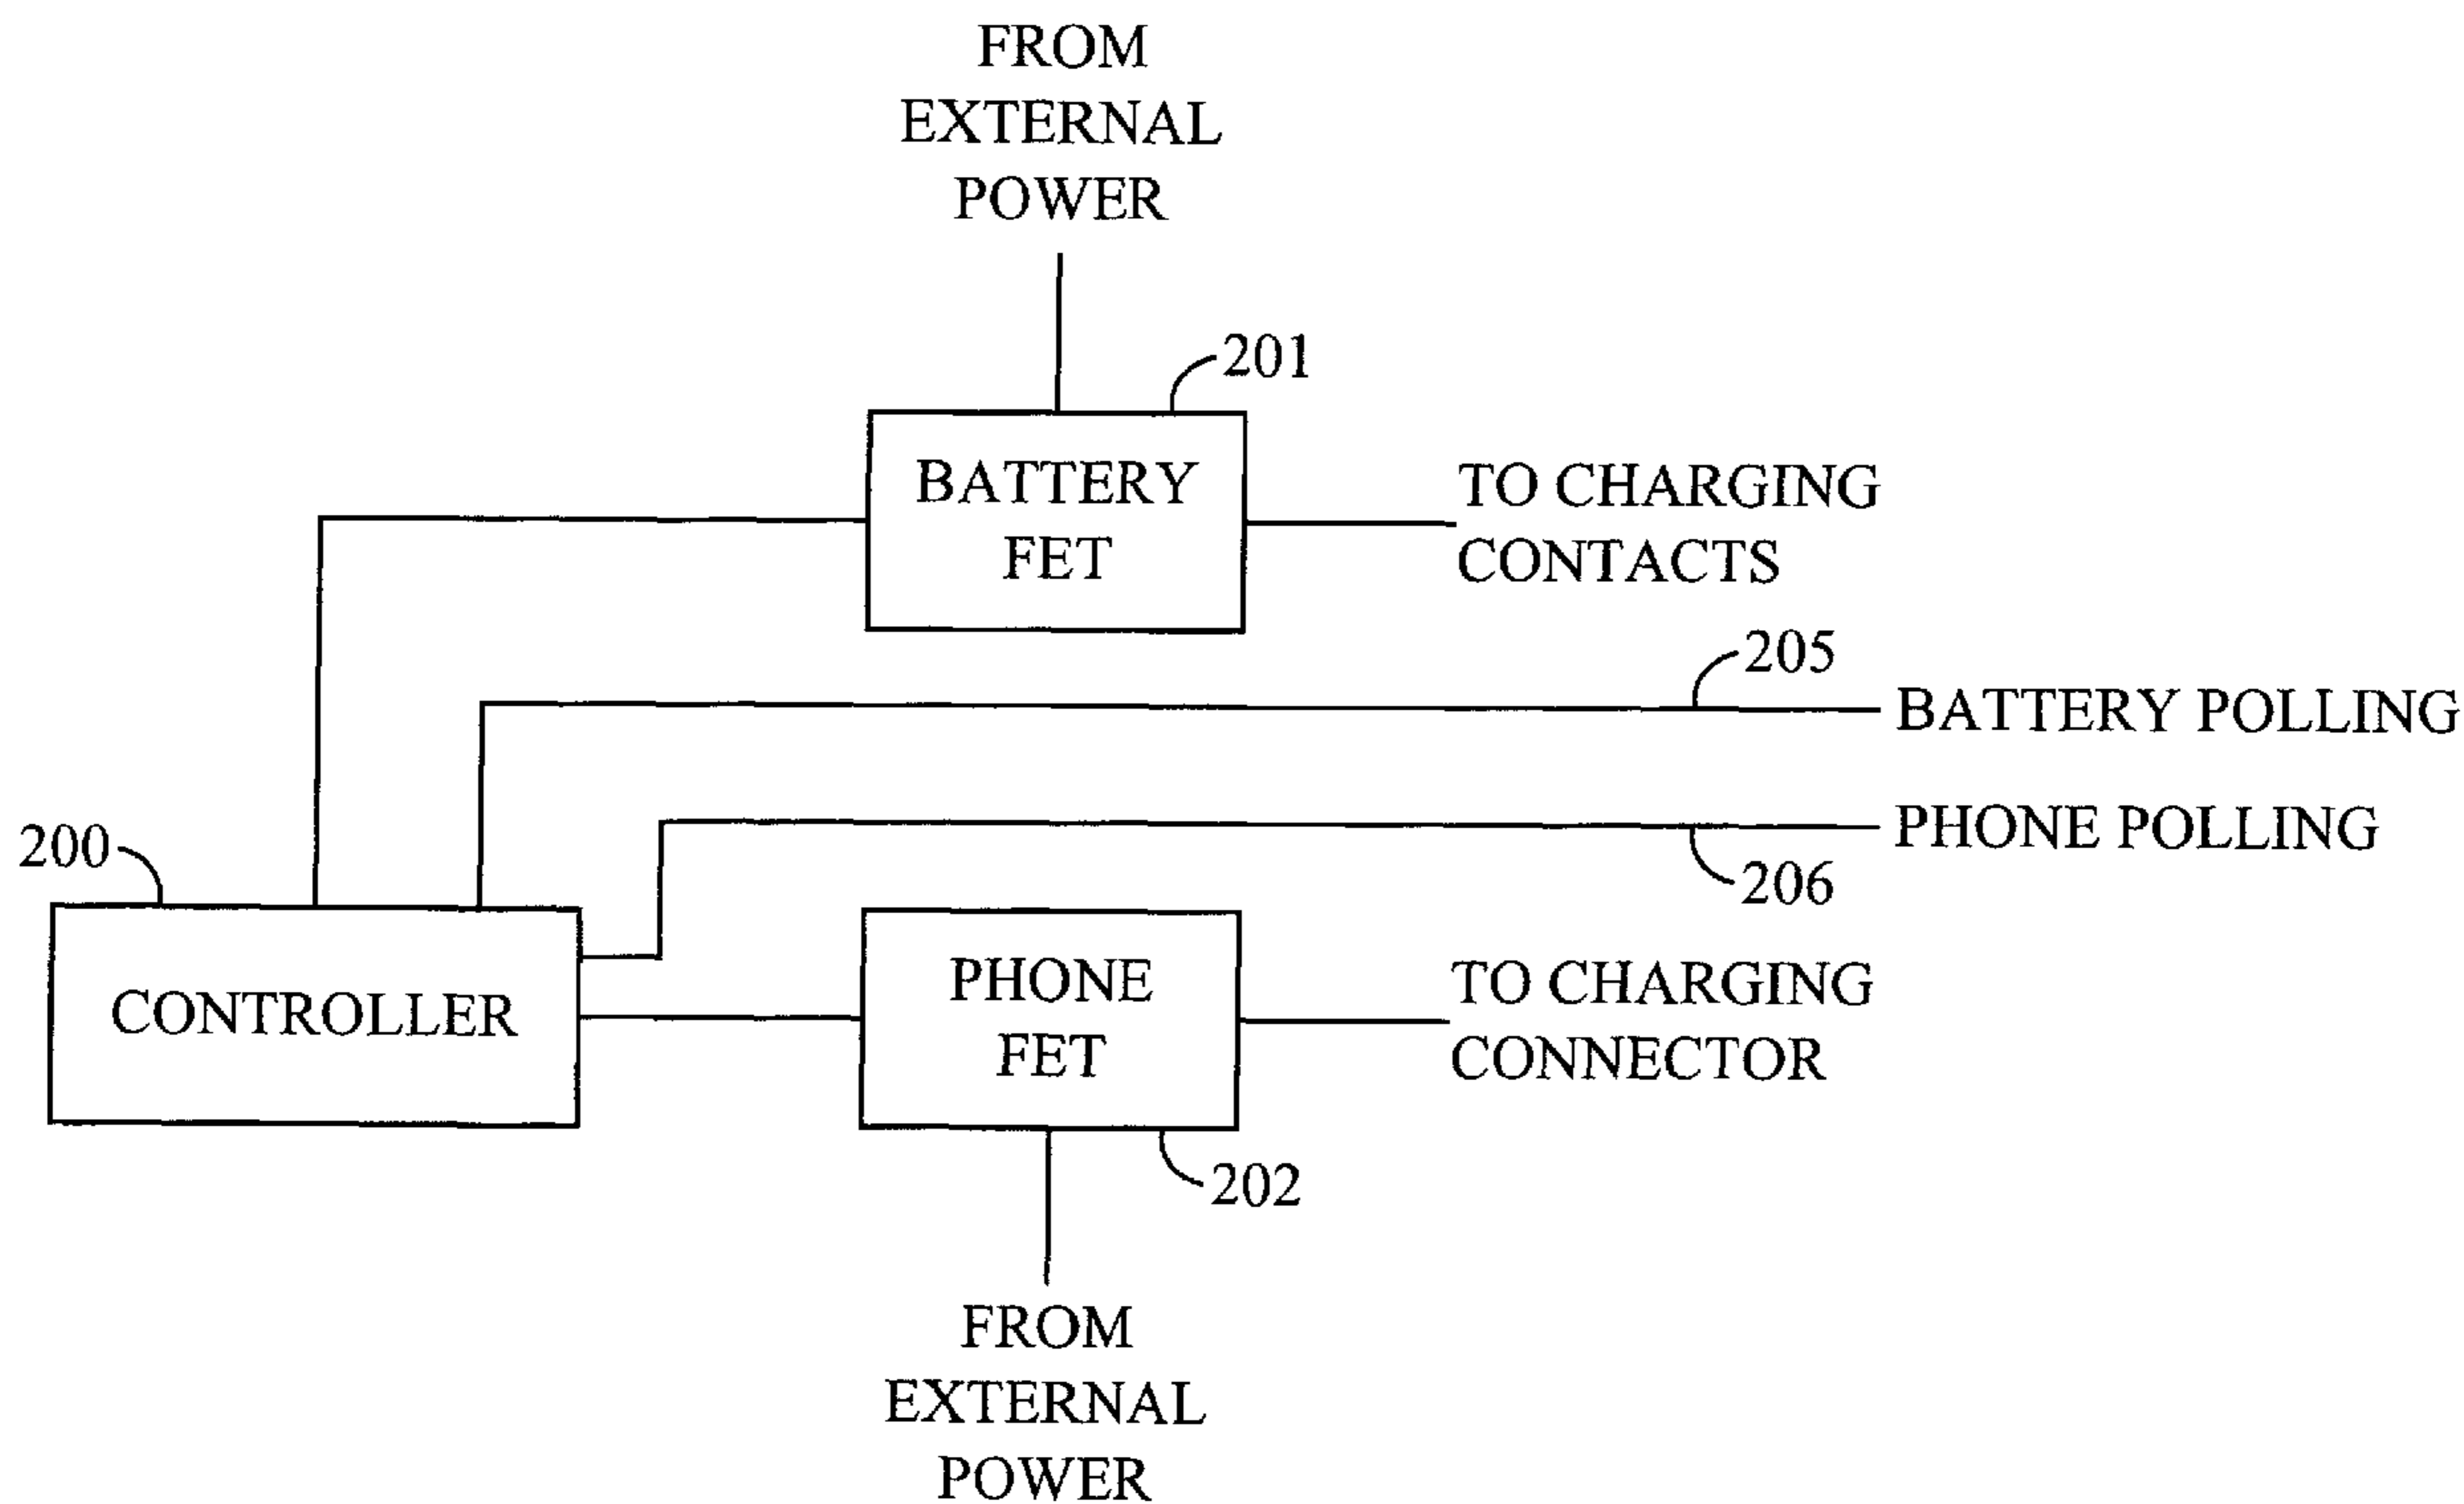 FROM
EXTERNAL
POWER
201
BATTERY
FET
TO CHARGING
CONTACTS
205
BATTERY POLLING
PHONE POLLING
206
200
CONTROLLER
PHONE
FET
TO CHARGING
CONNECTOR
202
FROM
EXTERNAL
POWER